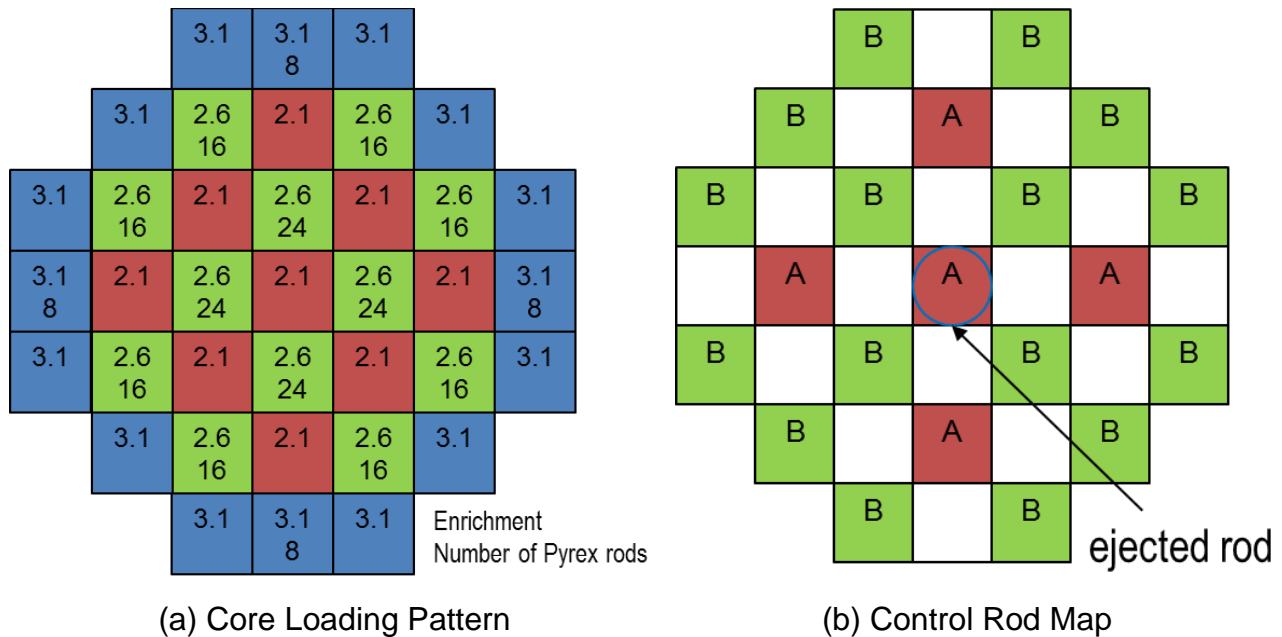 3.1 3.1 3.1
8
3.1 2.6 2.1 2.6 3.1
16 16
3.1 2.6 2.1 2.6 2.1 2.6 3.1
16 24 16
3.1 2.1 2.6 2.1 2.6 2.1 3.1
8 24 24 8
3.1 2.6 2.1 2.6 2.1 2.6 3.1
16 24 16
3.1 2.6 2.1 2.6 3.1
16 16
3.1 3.1 3.1
8
Enrichment
Number of Pyrex rods
(a) Core Loading Pattern
B B
B A B
B B B B
A A A
B B B B
B A B
B B
ejected rod
(b) Control Rod Map